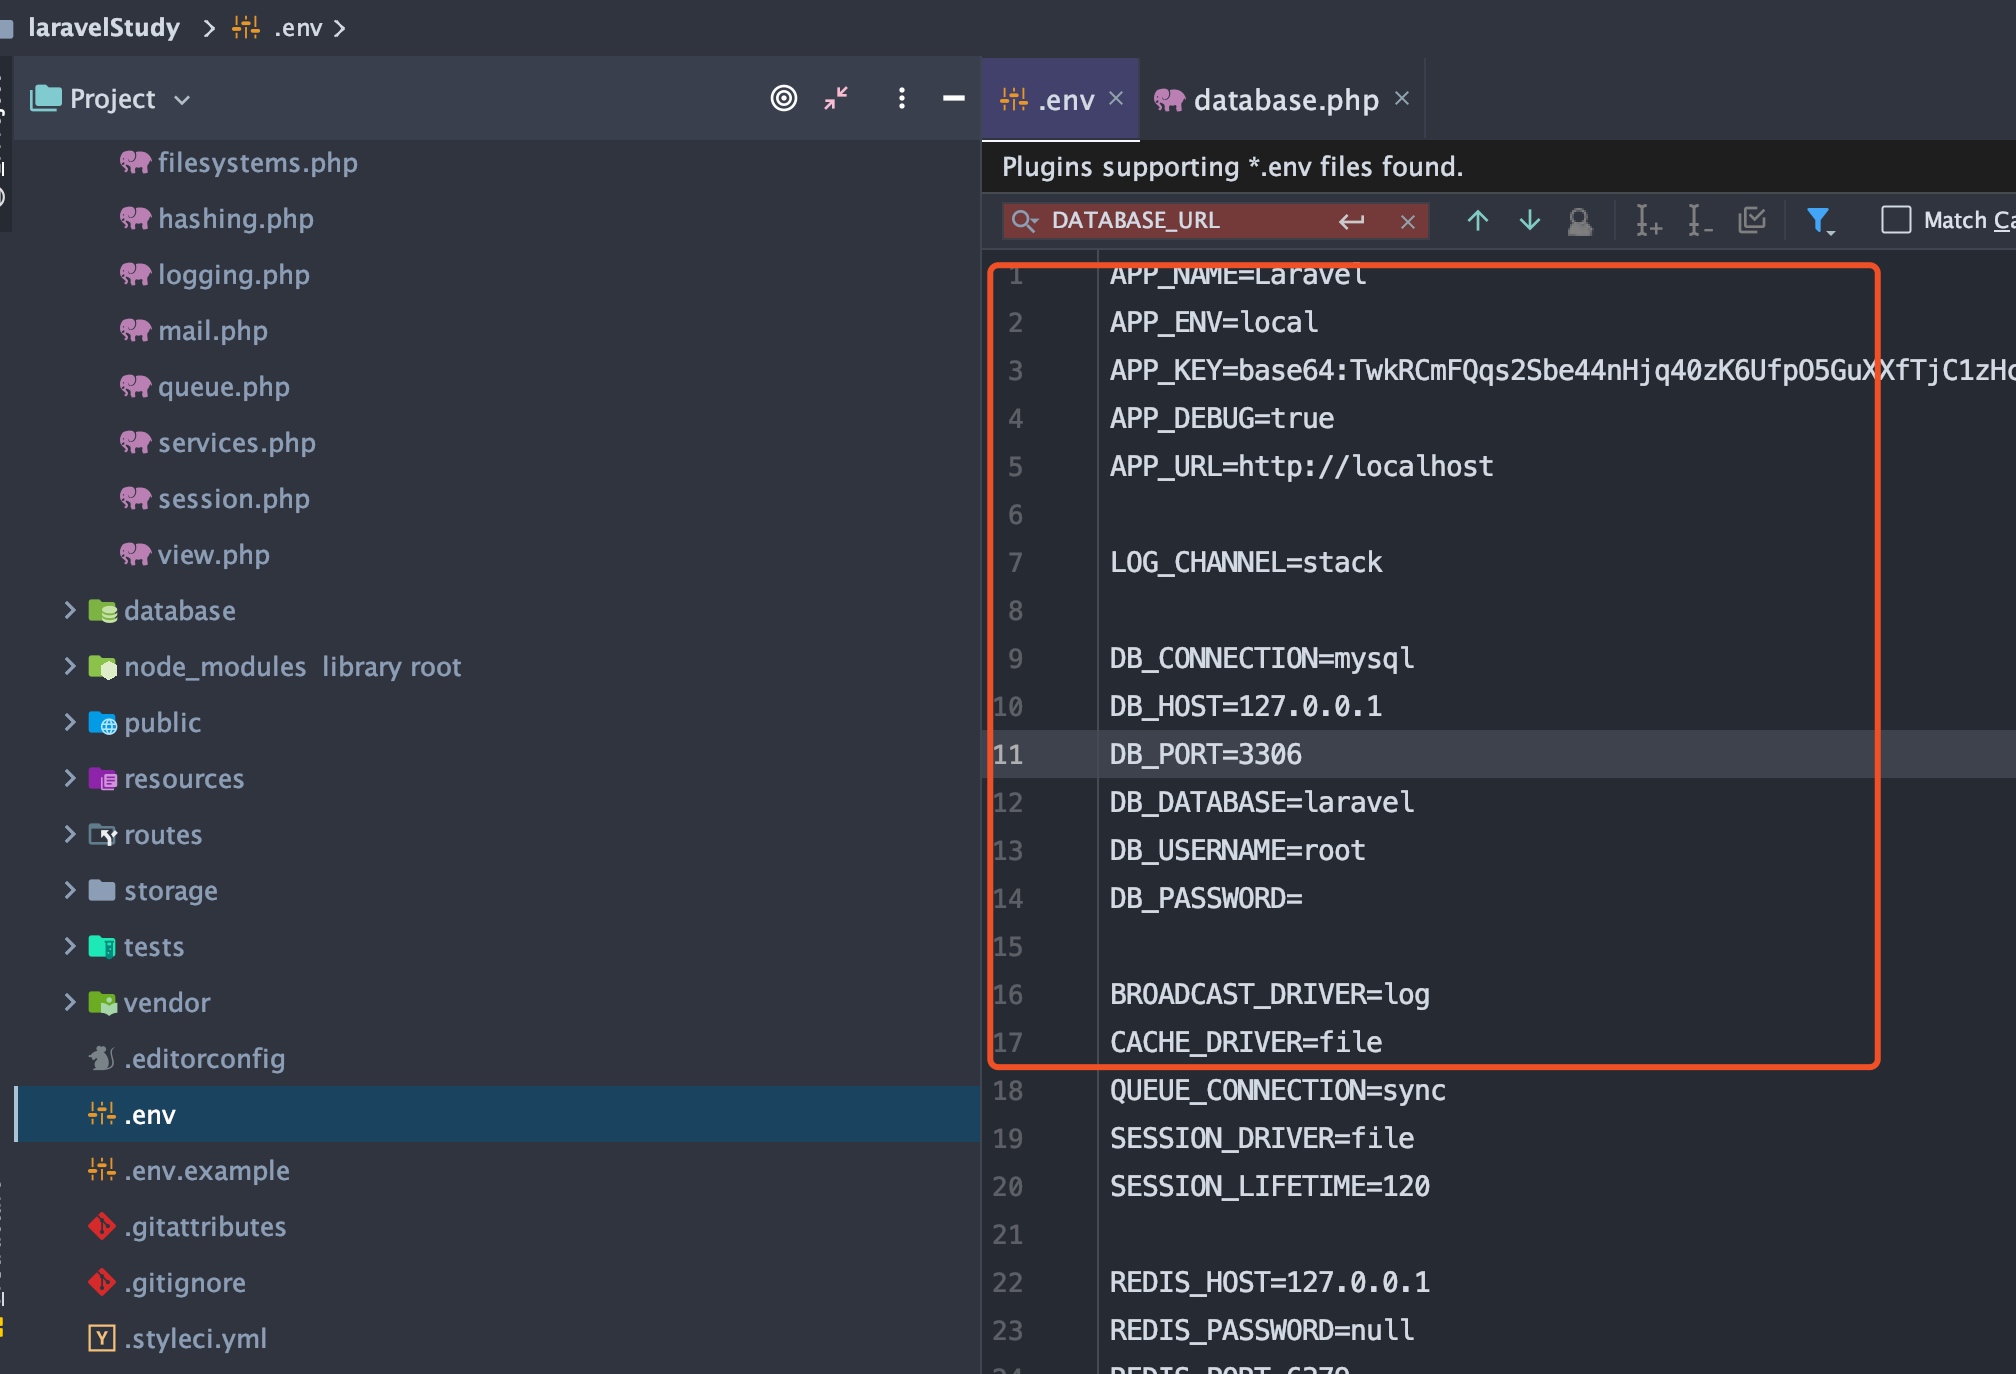 laravelStudy > .env >
Project
filesystems.php
hashing.php
logging.php
mail.php
queue.php
services.php
session.php
view.php
database
node_modules library root
public
resources
routes
storage
tests
vendor
.editorconfig
.env
.env.example
.gitattributes
.gitignore
.styleci.yml
.env
database.php
Plugins supporting *.env files found.
DATABASE_URL
Match
1 APP_NAME=Laravel
2 APP_ENV=local
3 APP_KEY=base64:TwkRCmFQqs2Sbe44nHjq40zK6UfpO5GuXXfTjC1zHc
4 APP_DEBUG=true
5 APP_URL=http://localhost
6
7 LOG_CHANNEL=stack
8
9 DB_CONNECTION=mysql
10 DB_HOST=127.0.0.1
11 DB_PORT=3306
12 DB_DATABASE=laravel
13 DB_USERNAME=root
14 DB_PASSWORD=
15
16 BROADCAST_DRIVER=log
17 CACHE_DRIVER=file
18 QUEUE_CONNECTION=sync
19 SESSION_DRIVER=file
20 SESSION_LIFETIME=120
21
22 REDIS_HOST=127.0.0.1
23 REDIS_PASSWORD=null
24 REDIS_PORT=6379